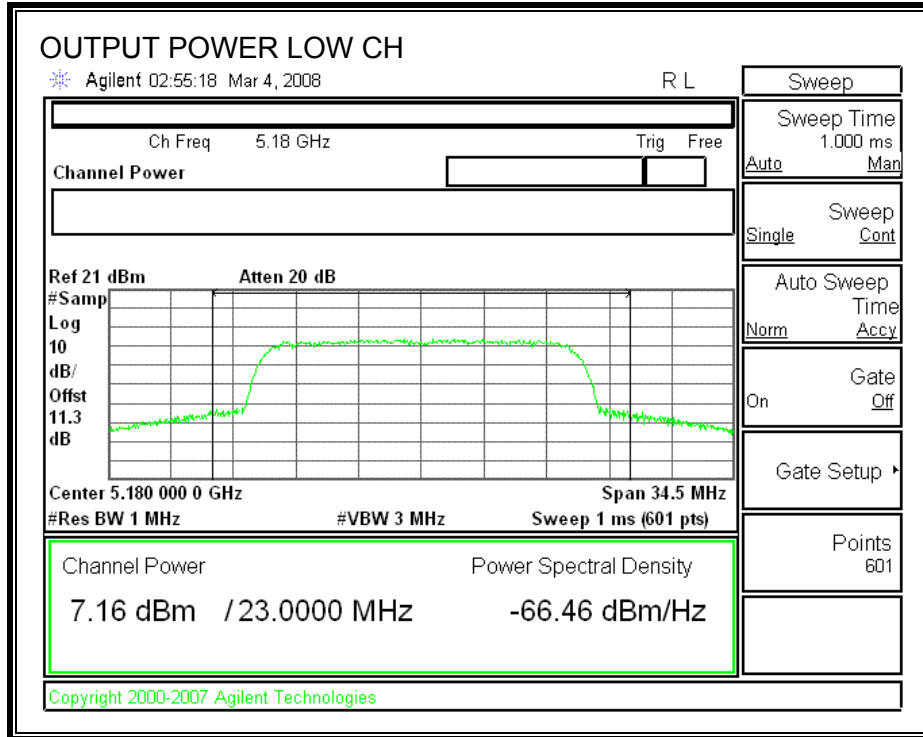 OUTPUT POWER LOW CH
Agilent 02:55:18 Mar 4, 2008 R L
Ch Freq 5.18 GHz Trig Free
Channel Power
Ref 21 dBm Atten 20 dB
#Samp
Log
10
dB/
Offst
11.3
dB
Center 5.180 000 0 GHz Span 34.5 MHz
#Res BW 1 MHz #VBW 3 MHz Sweep 1 ms (601 pts)
Channel Power Power Spectral Density
7.16 dBm / 23.0000 MHz -66.46 dBm/Hz
Copyright 2000-2007 Agilent Technologies
Sweep
Sweep Time
1.000 ms
Auto Man
Sweep
Single Cont
Auto Sweep
Time
Norm Accy
Gate
On Off
Gate Setup
Points
601